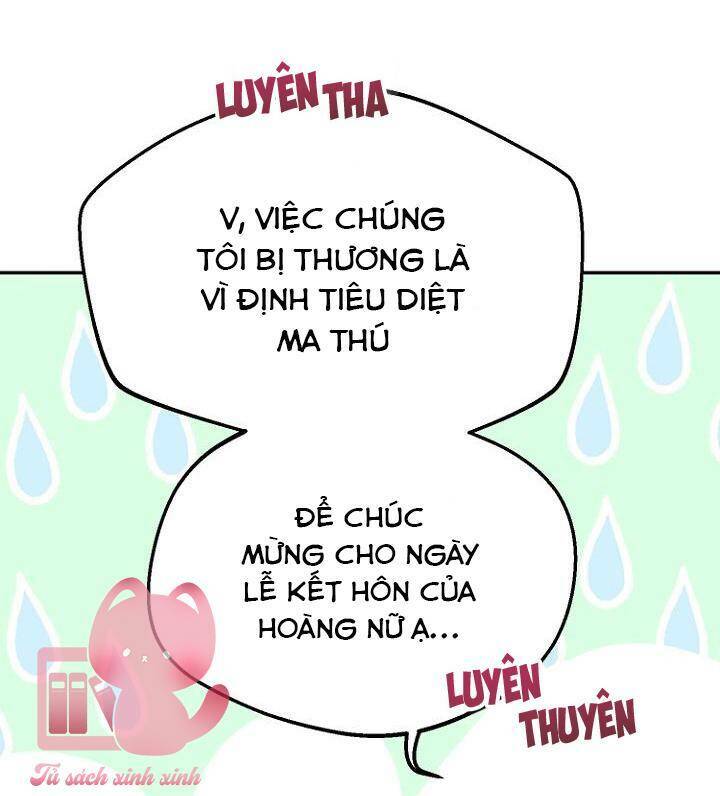 LUYÊN THA
V, VIỆC CHÚNG
TÔI BỊ THƯƠNG LÀ
VÌ ĐỊNH TIÊU DIỆT
MA THÚ
ĐỂ CHÚC
MỪNG CHO NGÀY
LỄ KẾT HÔN CỦA
HOÀNG NỮ Ạ...
LUYÊN
THUYÊN
Tủ sách xinh xinh